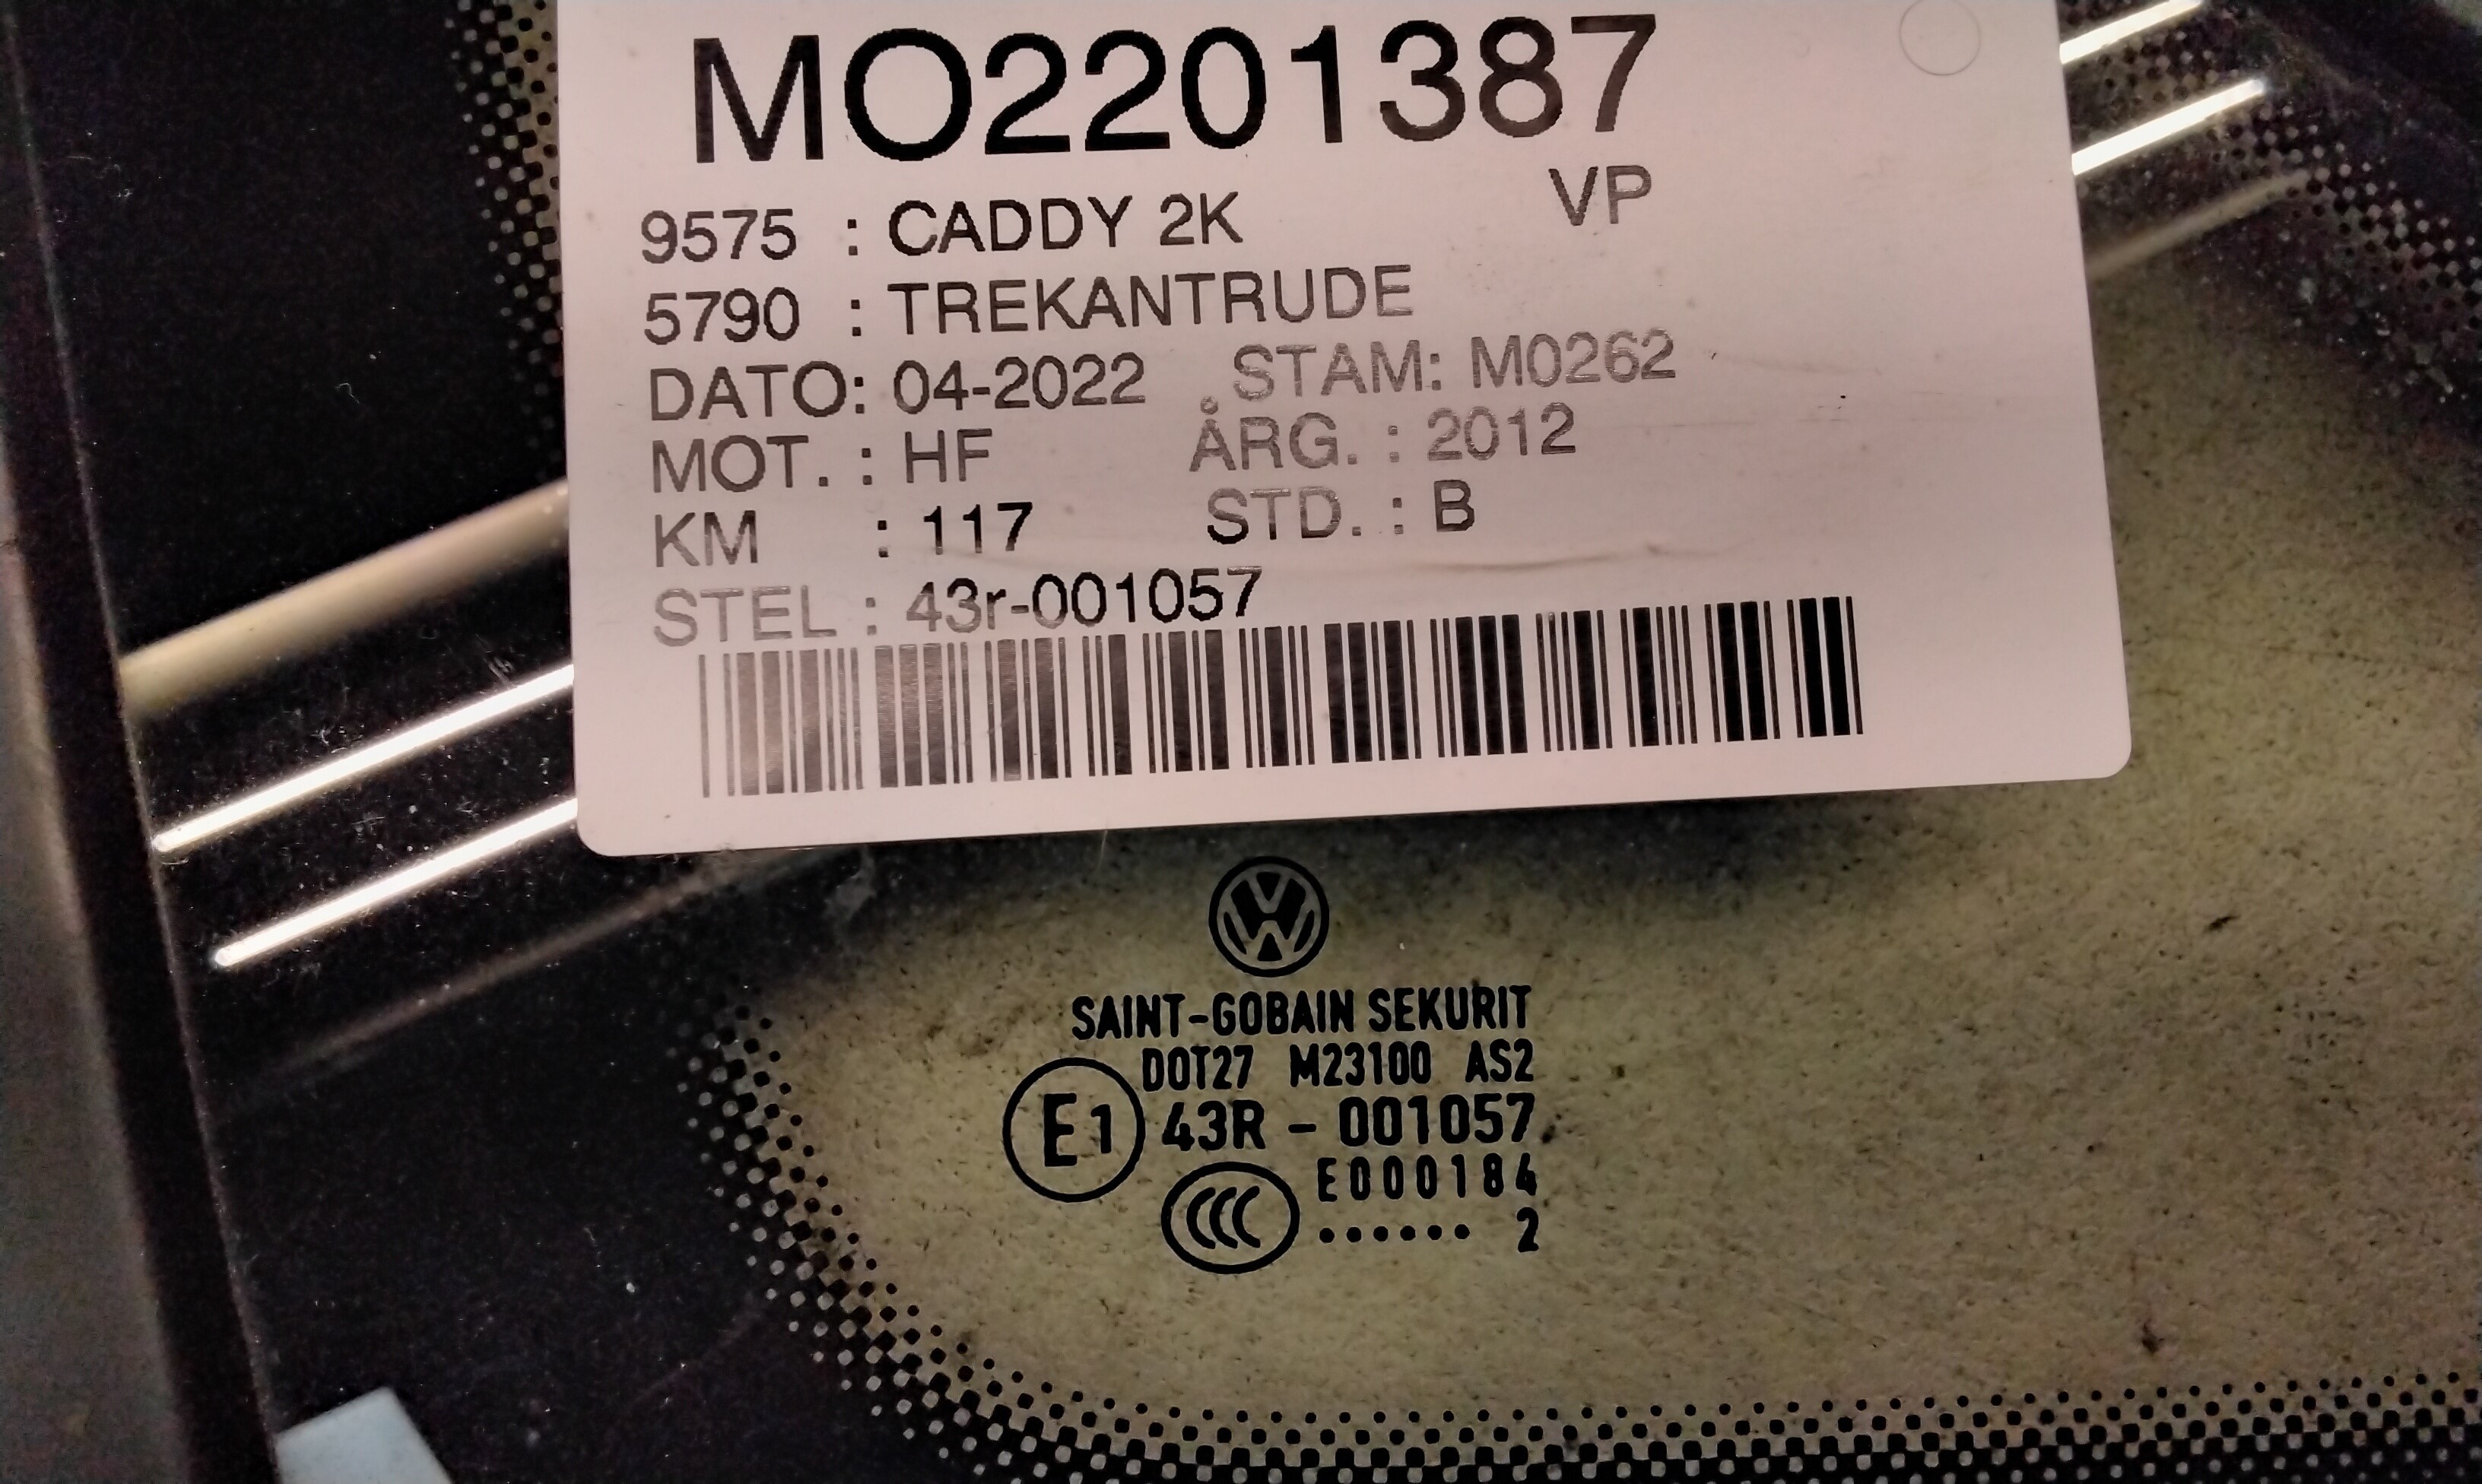 MO2201387
9575 : CADDY 2K VP
5790 : TREKANTRUDE
DATO: 04-2022 STAM: M0262
MOT. : HF ÅRG. : 2012
KM : 117 STD. : B
STEL : 43r-001057
SAINT-GOBAIN SEKURIT
DOT27 M23100 AS2
E1 43R - 001057
E000184
CCC ...... 2